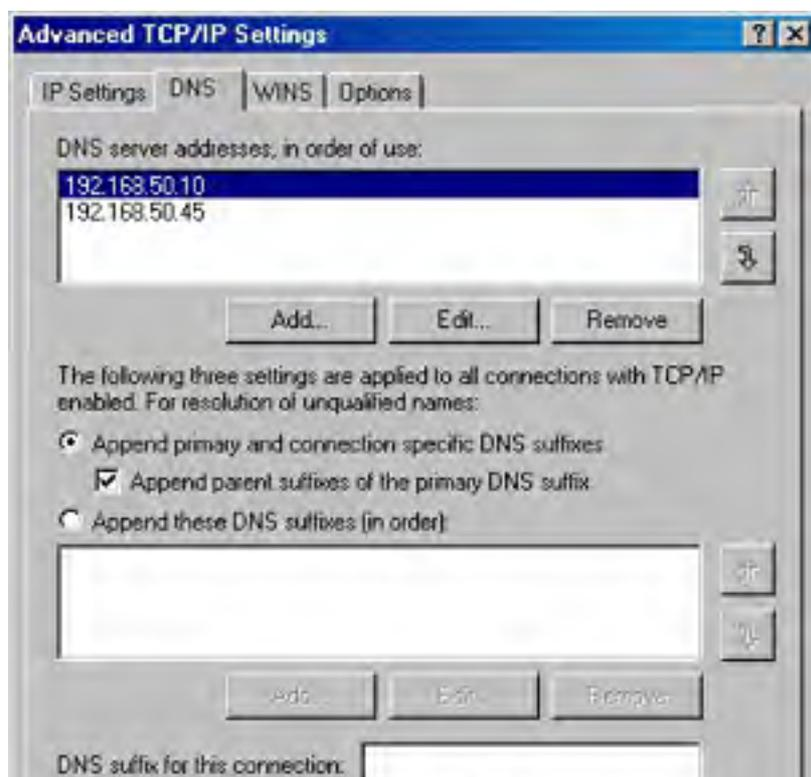 Advanced TCP/IP Settings
IP Settings DNS WINS Options
DNS server addresses, in order of use:
192.168.50.10
192.168.50.45
Add... Edit... Remove
The following three settings are applied to all connections with TCP/IP
enabled. For resolution of unqualified names:
Append primary and connection specific DNS suffixes
Append parent suffixes of the primary DNS suffix
Append these DNS suffixes (in order):
Add... Edit... Remove
DNS suffix for this connection: